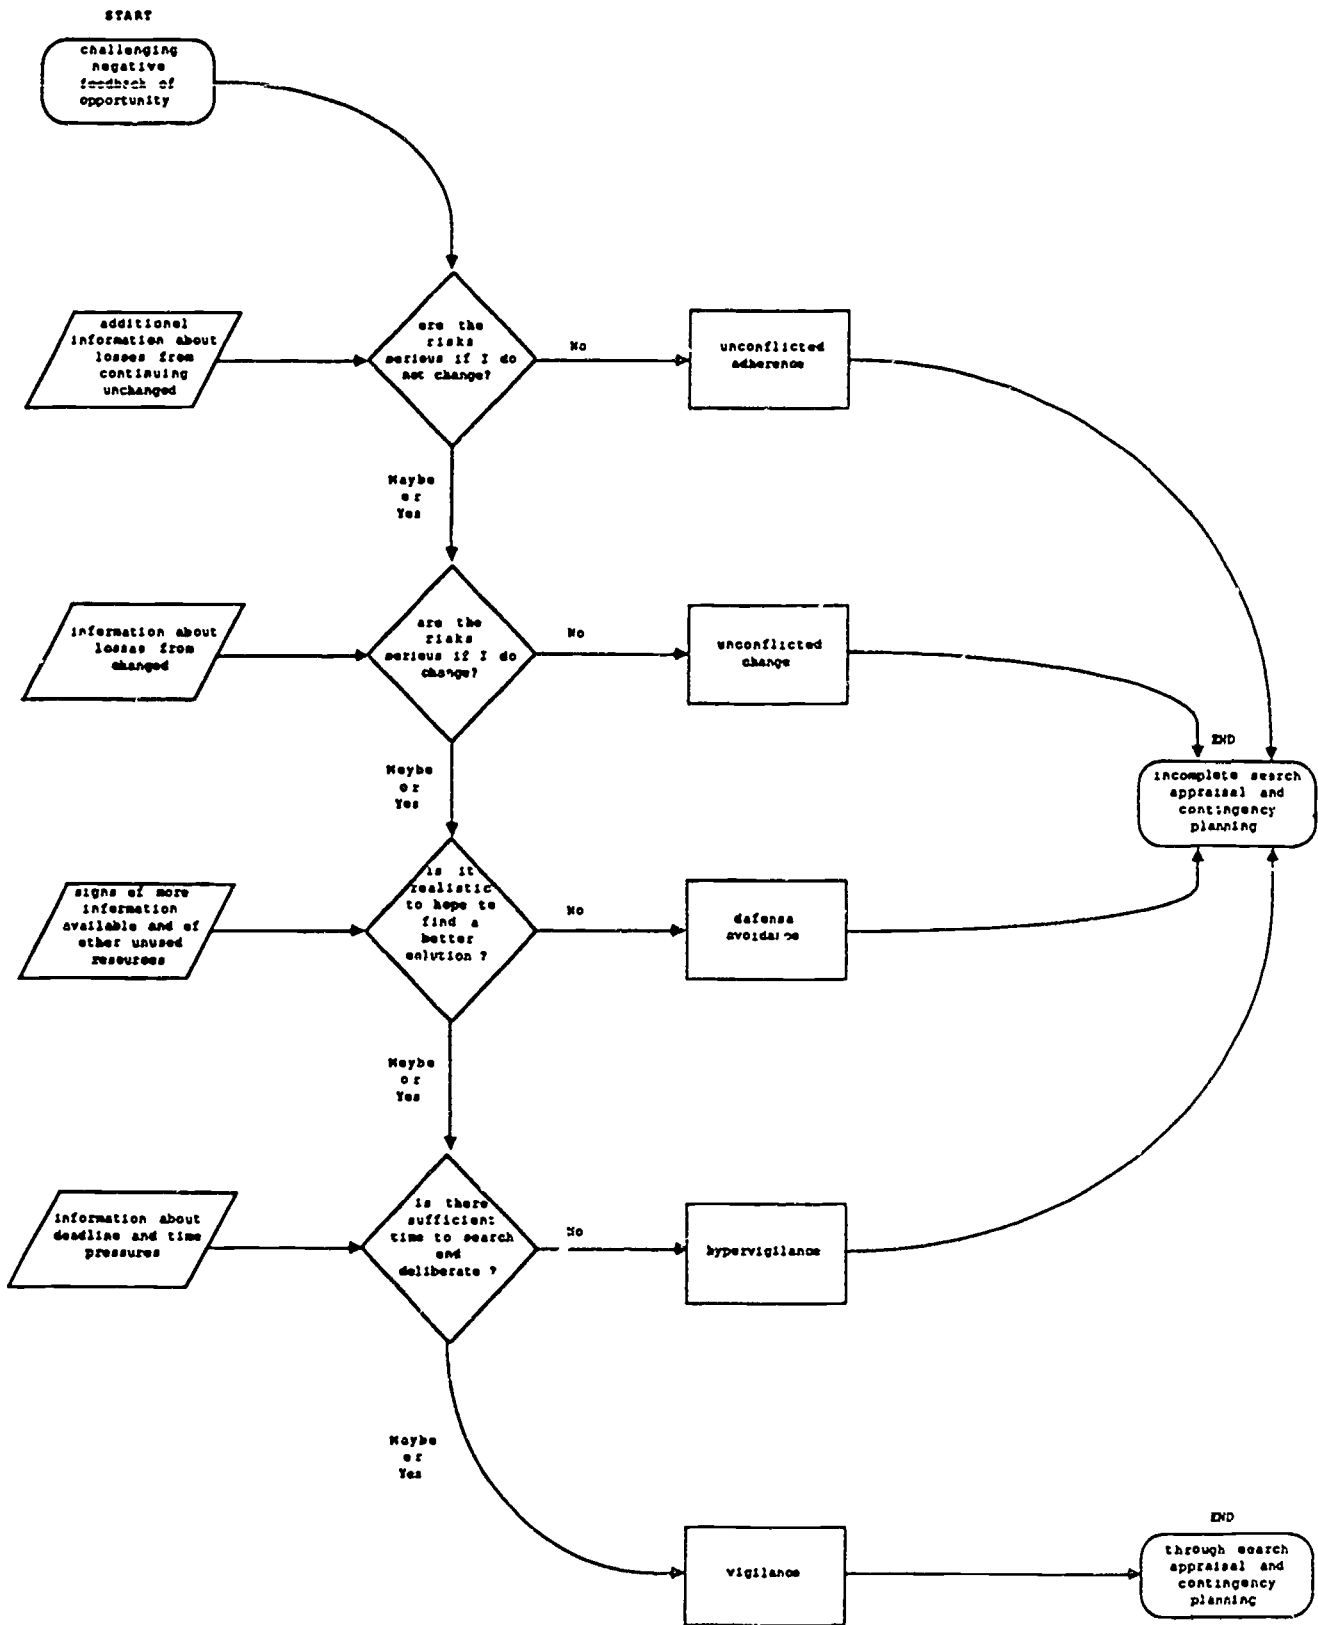 START
challenging
negative
feedback of
opportunity
additional
information about
losses from
continuing
unchanged
are the
risks
serious if I do
not change?
No
unconflicted
adherence
Maybe
or
Yes
information about
losses from
changed
are the
risks
serious if I do
change?
No
unconflicted
change
END
incomplete search
appraisal and
contingency
planning
Maybe
or
Yes
signs of more
information
available and of
other unused
resources
is it
realistic
to hope to
find a
better
solution ?
No
defense
avoidance
Maybe
or
Yes
information about
deadline and time
pressures
is there
sufficient
time to search
and
deliberate ?
No
hypervigilance
Maybe
or
Yes
vigilance
END
through search
appraisal and
contingency
planning